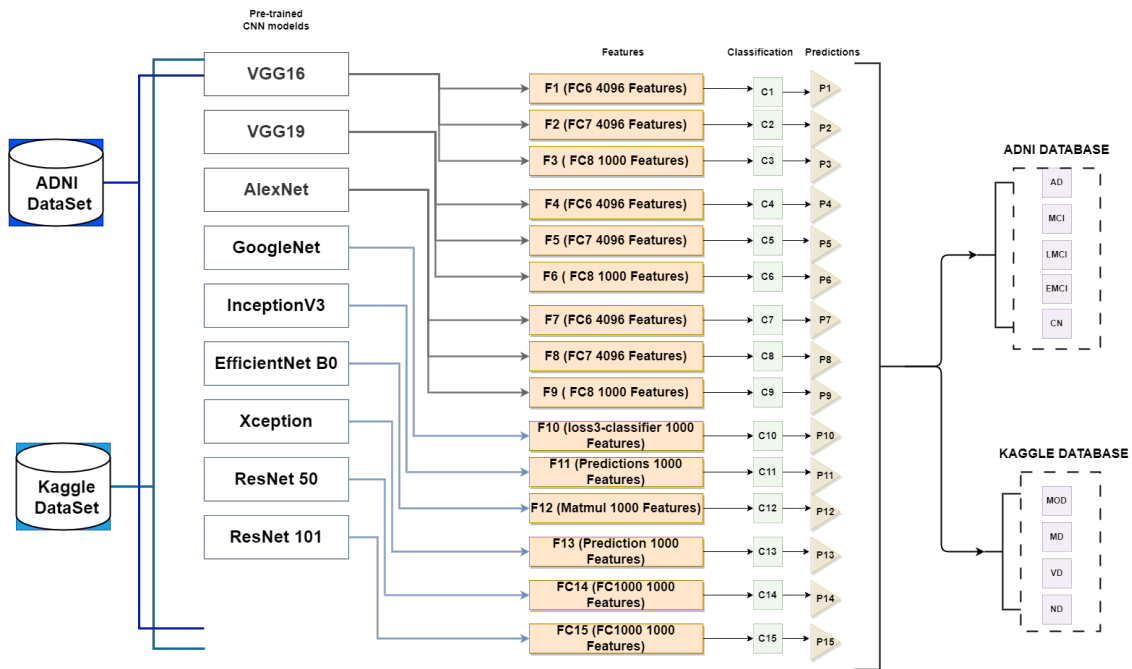 Pre-trained
CNN modelds
Features
Classification
Predictions
ADNI
DataSet
Kaggle
DataSet
VGG16
VGG19
AlexNet
GoogleNet
InceptionV3
EfficientNet B0
Xception
ResNet 50
ResNet 101
F1 (FC6 4096 Features)
C1
P1
F2 (FC7 4096 Features)
C2
P2
F3 ( FC8 1000 Features)
C3
P3
F4 (FC6 4096 Features)
C4
P4
F5 (FC7 4096 Features)
C5
P5
F6 ( FC8 1000 Features)
C6
P6
F7 (FC6 4096 Features)
C7
P7
F8 (FC7 4096 Features)
C8
P8
F9 ( FC8 1000 Features)
C9
P9
F10 (loss3-classifier 1000
Features)
C10
P10
F11 (Predictions 1000
Features)
C11
P11
F12 (Matmul 1000 Features)
C12
P12
F13 (Prediction 1000
Features)
C13
P13
FC14 (FC1000 1000
Features)
C14
P14
FC15 (FC1000 1000
Features)
C15
P15
ADNI DATABASE
AD
MCI
LMCI
EMCI
CN
KAGGLE DATABASE
MOD
MD
VD
ND